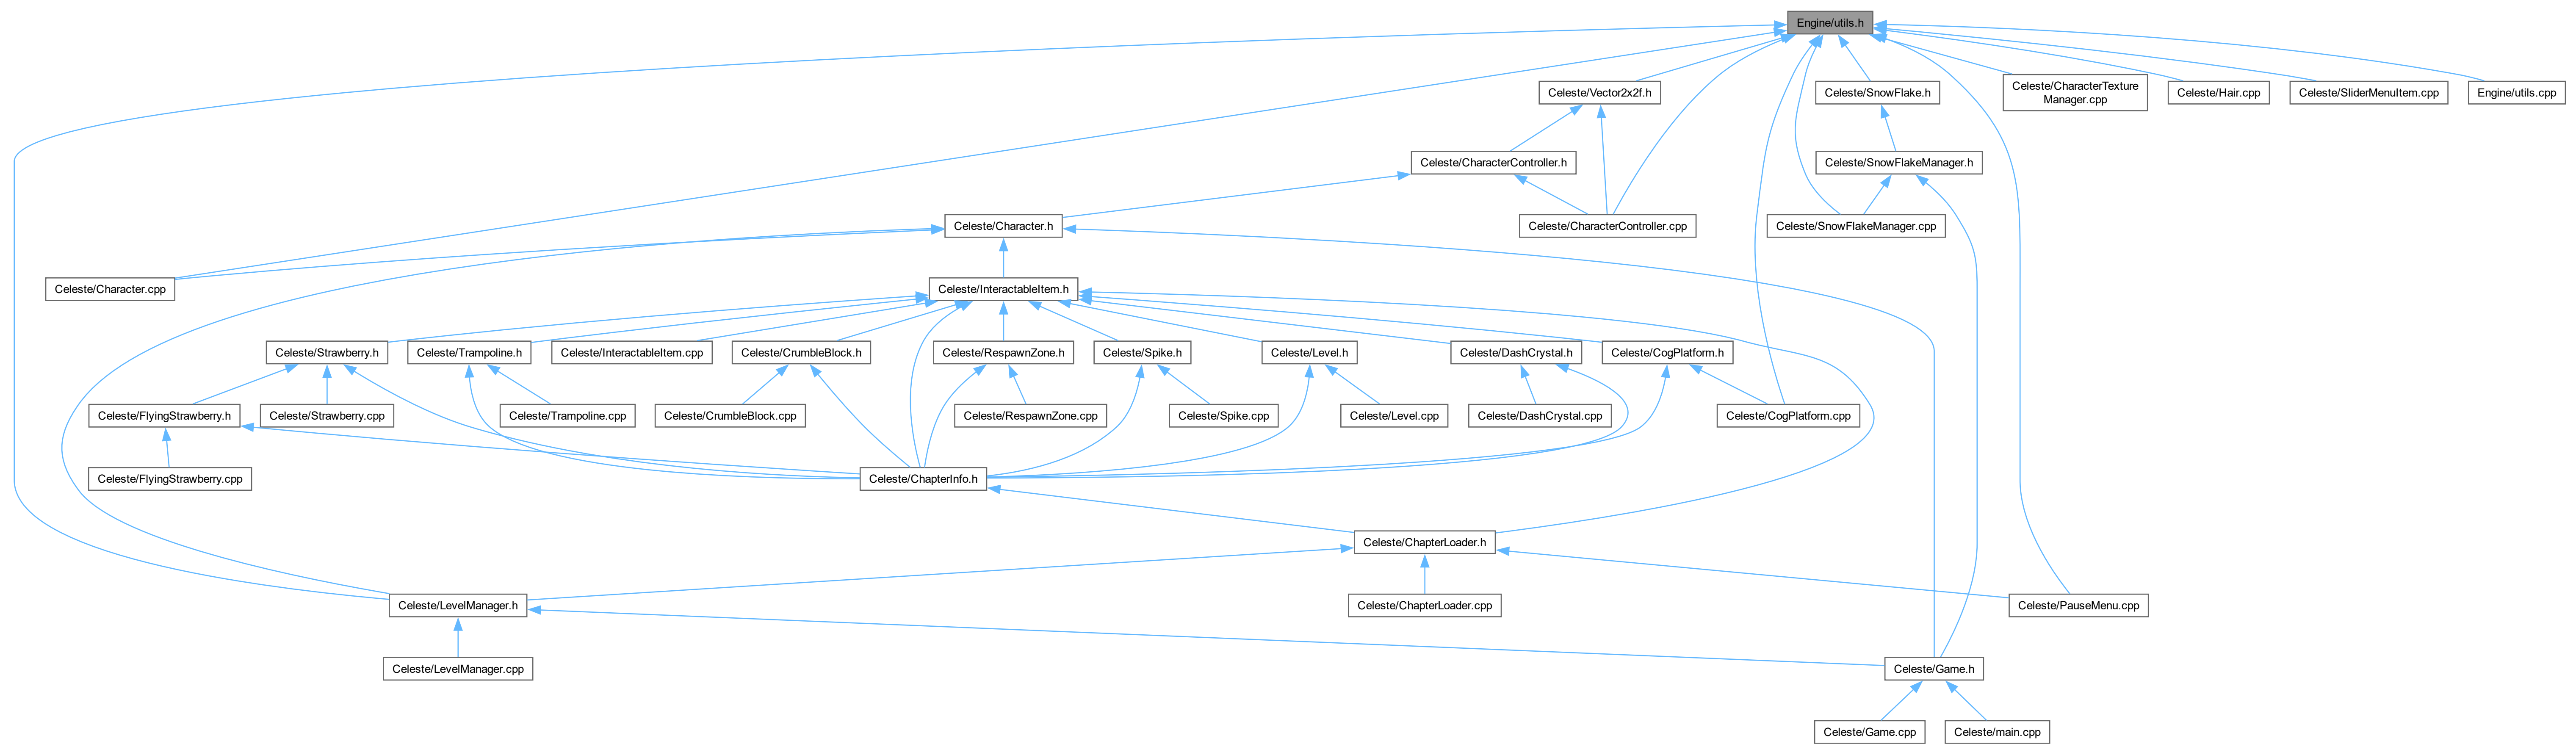 Engine/utils.h
Celeste/Vector2x2f.h
Celeste/SnowFlake.h
Celeste/CharacterTexture
Manager.cpp
Celeste/Hair.cpp
Celeste/SliderMenuItem.cpp
Engine/utils.cpp
Celeste/CharacterController.h
Celeste/SnowFlakeManager.h
Celeste/Character.h
Celeste/CharacterController.cpp
Celeste/SnowFlakeManager.cpp
Celeste/Character.cpp
Celeste/InteractableItem.h
Celeste/Strawberry.h
Celeste/Trampoline.h
Celeste/InteractableItem.cpp
Celeste/CrumbleBlock.h
Celeste/RespawnZone.h
Celeste/Spike.h
Celeste/Level.h
Celeste/DashCrystal.h
Celeste/CogPlatform.h
Celeste/FlyingStrawberry.h
Celeste/Strawberry.cpp
Celeste/Trampoline.cpp
Celeste/CrumbleBlock.cpp
Celeste/RespawnZone.cpp
Celeste/Spike.cpp
Celeste/Level.cpp
Celeste/DashCrystal.cpp
Celeste/CogPlatform.cpp
Celeste/FlyingStrawberry.cpp
Celeste/ChapterInfo.h
Celeste/ChapterLoader.h
Celeste/LevelManager.h
Celeste/ChapterLoader.cpp
Celeste/PauseMenu.cpp
Celeste/LevelManager.cpp
Celeste/Game.h
Celeste/Game.cpp
Celeste/main.cpp